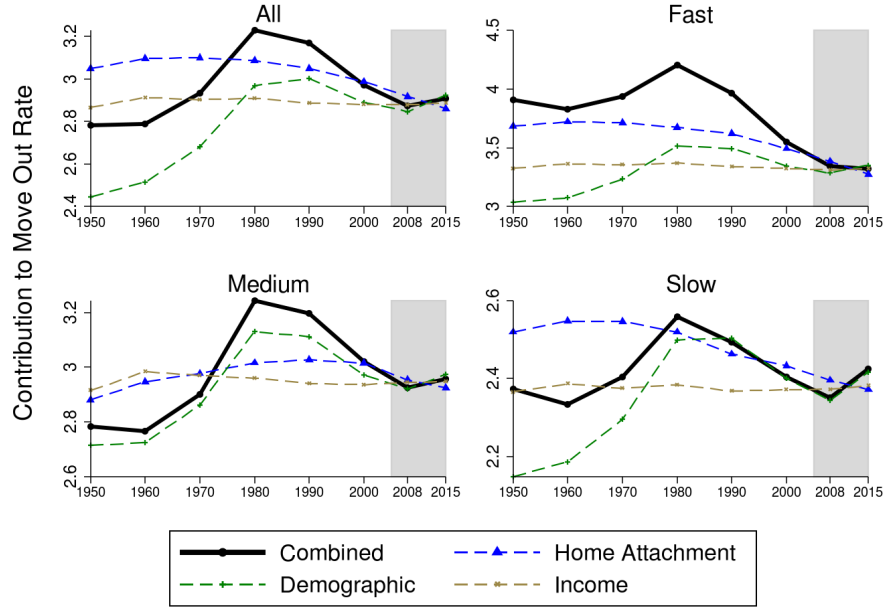 All
Fast
Contribution to Move Out Rate
3.2
3
2.8
2.6
2.4
1950 1960 1970 1980 1990 2000 2008 2015
4.5
4
3.5
3
1950 1960 1970 1980 1990 2000 2008 2015
Medium
Slow
3.2
3
2.8
2.6
1950 1960 1970 1980 1990 2000 2008 2015
2.6
2.4
2.2
1950 1960 1970 1980 1990 2000 2008 2015
Combined
Home Attachment
Demographic
Income